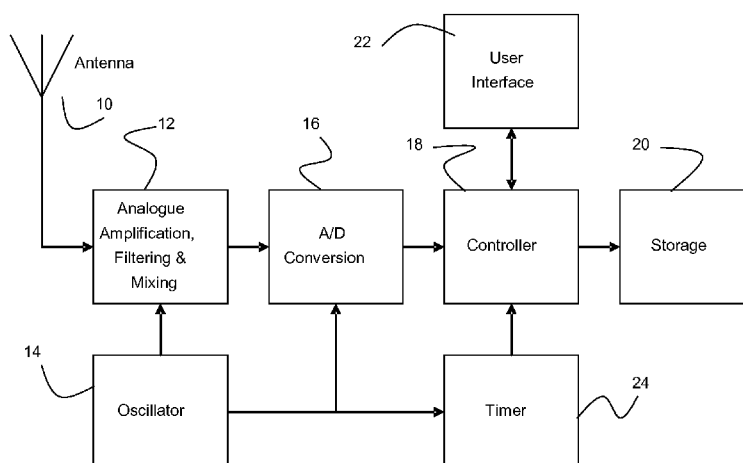 22
User
Interface
Antenna
10
12
16
18
20
Analogue
Amplification,
Filtering &
Mixing
A/D
Conversion
Controller
Storage
14
Oscillator
Timer
24